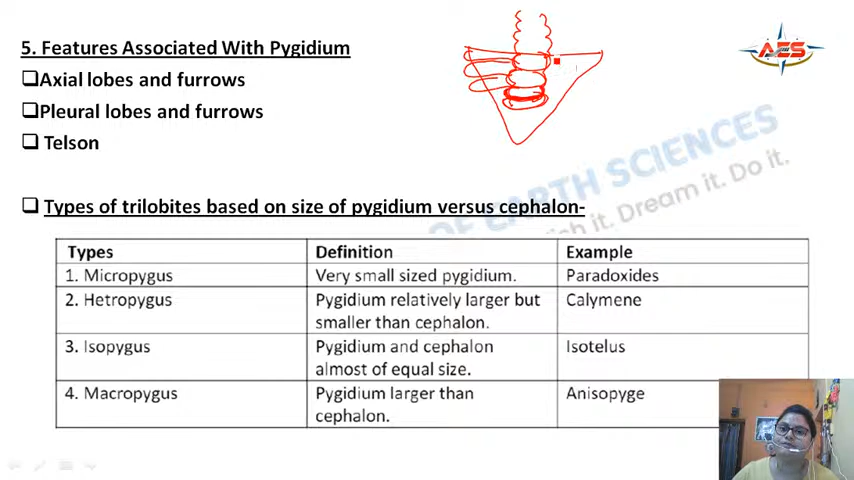 5. Features Associated With Pygidium
AES
Axial lobes and furrows
Pleural lobes and furrows
Telson
OF EARTH SCIENCES
ish it. Dream it. Do it.
Types of trilobites based on size of pygidium versus cephalon-
Types Definition Example
1. Micropygus Very small sized pygidium. Paradoxides
2. Hetropygus Pygidium relatively larger but Calymene
smaller than cephalon.
3. Isopygus Pygidium and cephalon Isotelus
almost of equal size.
4. Macropygus Pygidium larger than Anisopyge
cephalon.